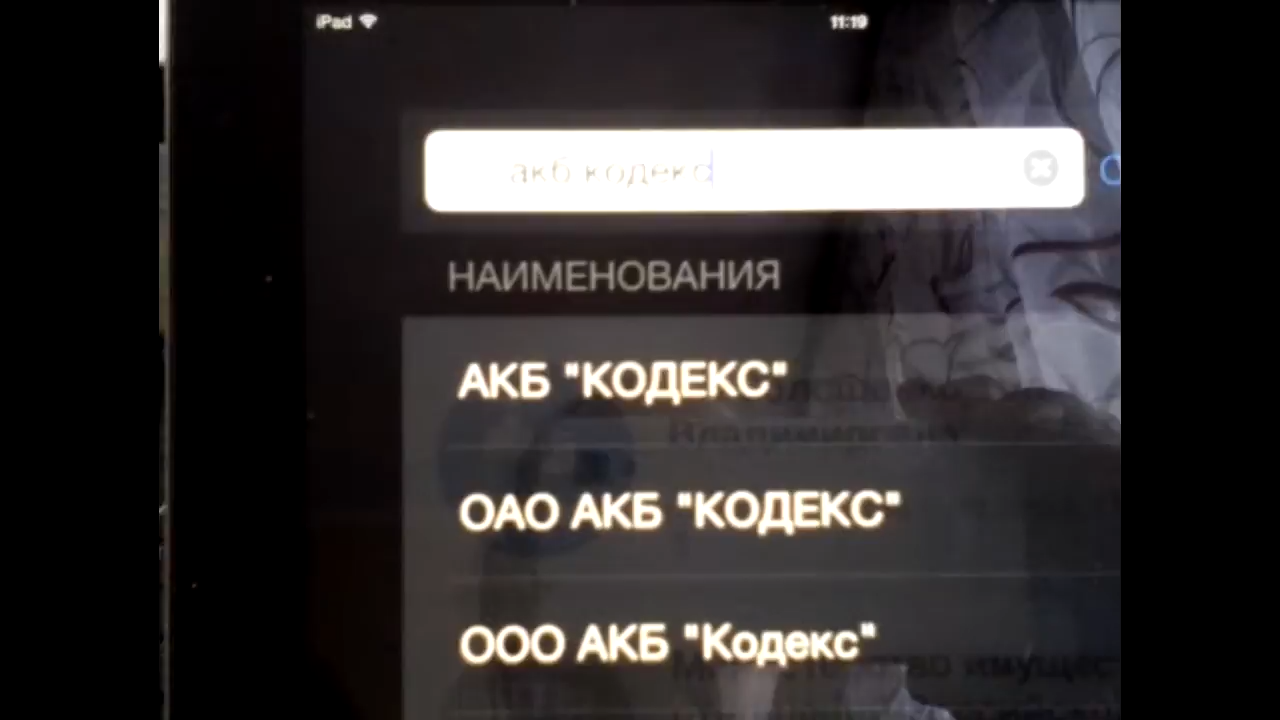 iPad 11:19
акб кодекс
НАИМЕНОВАНИЯ
АКБ "КОДЕКС"
ОАО АКБ "КОДЕКС"
ООО АКБ "Кодекс"